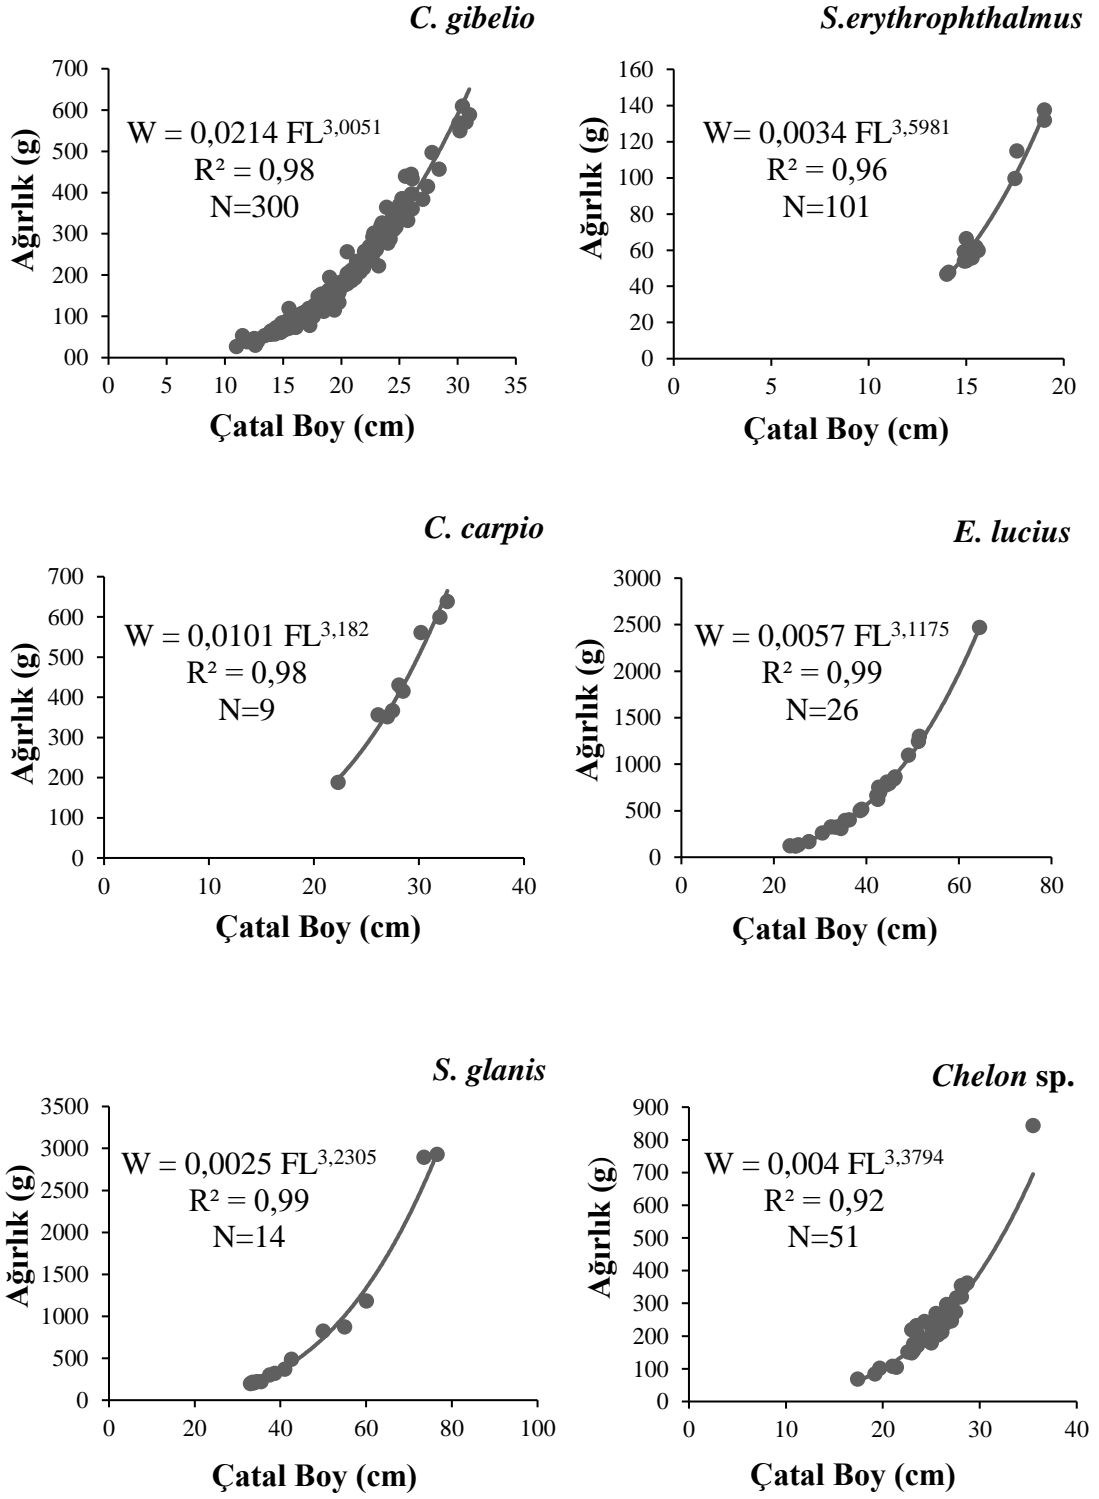 C. gibelio
700
600
500
400
300
200
100
00
W = 0,0214 FL3,0051
R² = 0,98
N=300
Ağırlık (g)
0 5 10 15 20 25 30 35
Çatal Boy (cm)
S.erythrophthalmus
160
140
120
100
80
60
40
20
0
W= 0,0034 FL3,5981
R² = 0,96
N=101
Ağırlık (g)
0 5 10 15 20
Çatal Boy (cm)
C. carpio
700
600
500
400
300
200
100
0
W = 0,0101 FL3,182
R² = 0,98
N=9
Ağırlık (g)
0 10 20 30 40
Çatal Boy (cm)
E. lucius
3000
2500
2000
1500
1000
500
0
W = 0,0057 FL3,1175
R² = 0,99
N=26
Ağırlık (g)
0 20 40 60 80
Çatal Boy (cm)
S. glanis
3500
3000
2500
2000
1500
1000
500
0
W = 0,0025 FL3,2305
R² = 0,99
N=14
Ağırlık (g)
0 20 40 60 80 100
Çatal Boy (cm)
Chelon sp.
900
800
700
600
500
400
300
200
100
0
W = 0,004 FL3,3794
R² = 0,92
N=51
Ağırlık (g)
0 10 20 30 40
Çatal Boy (cm)